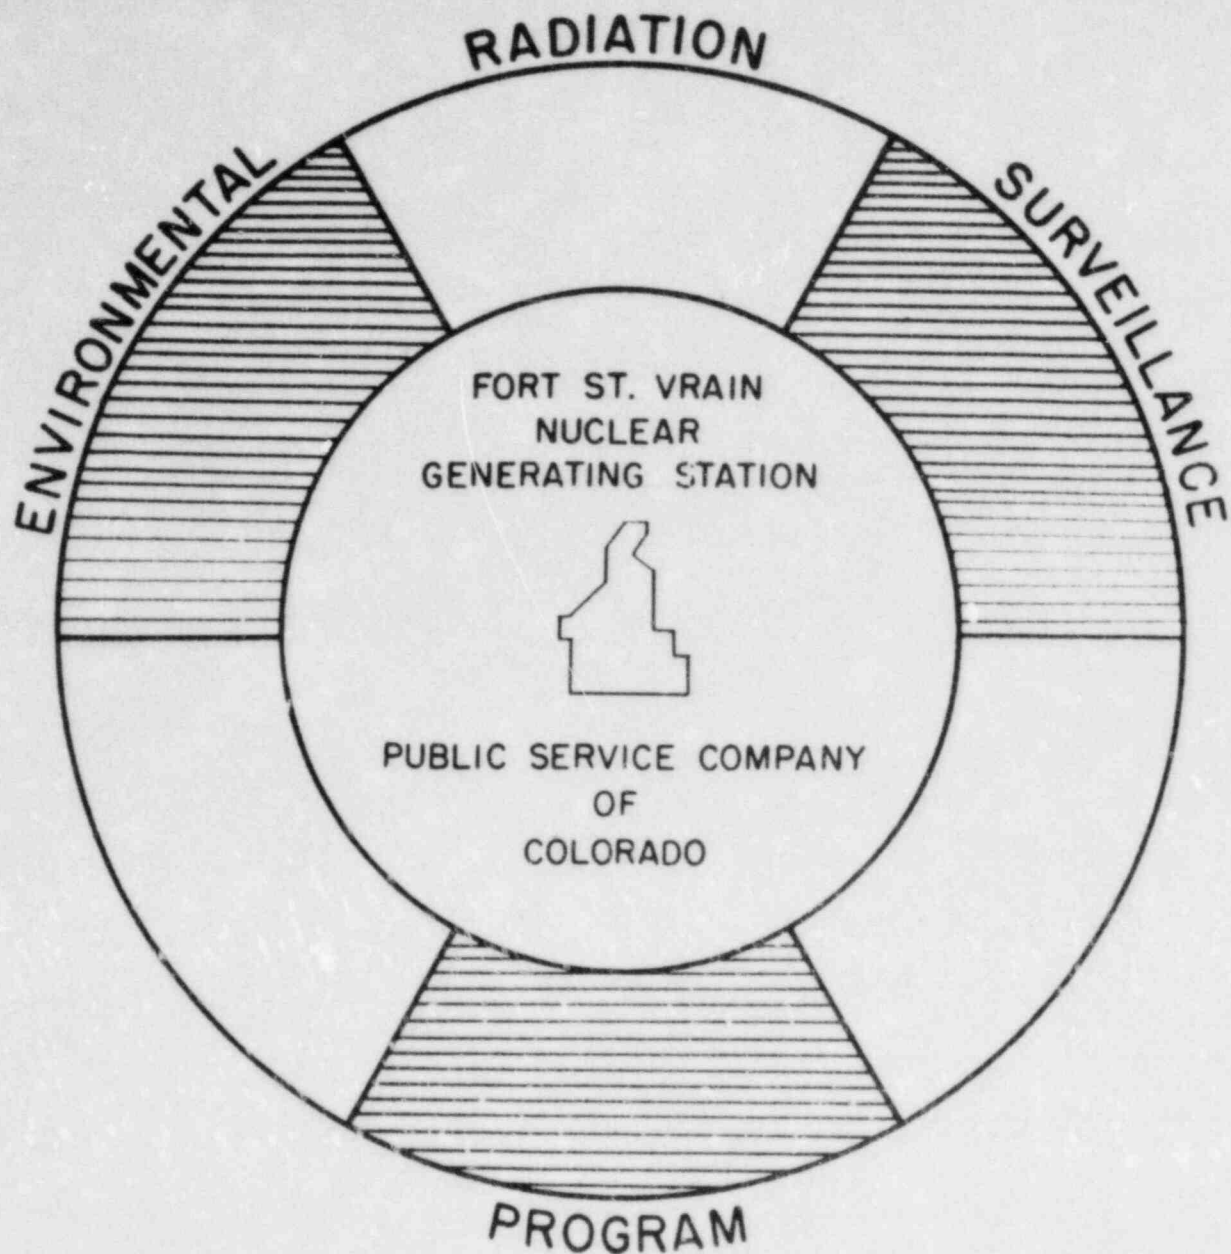 ENVIRONMENTAL
RADIATION
SURVEILLANCE
PROGRAM
FORT ST. VRAIN
NUCLEAR
GENERATING STATION
PUBLIC SERVICE COMPANY
OF
COLORADO